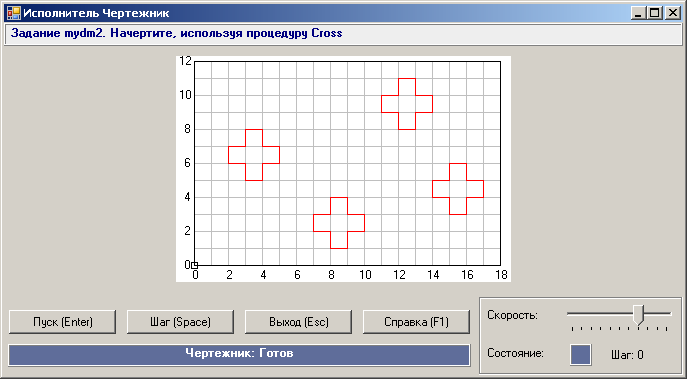 Исполнитель Чертежник
Задание mydm2. Начертите, используя процедуру Cross
12
10
8
6
4
2
0
0 2 4 6 8 10 12 14 16 18
Пуск (Enter) Шаг (Space) Выход (Esc) Справка (F1)
Чертежник: Готов
Скорость:
Состояние: Шаг: 0